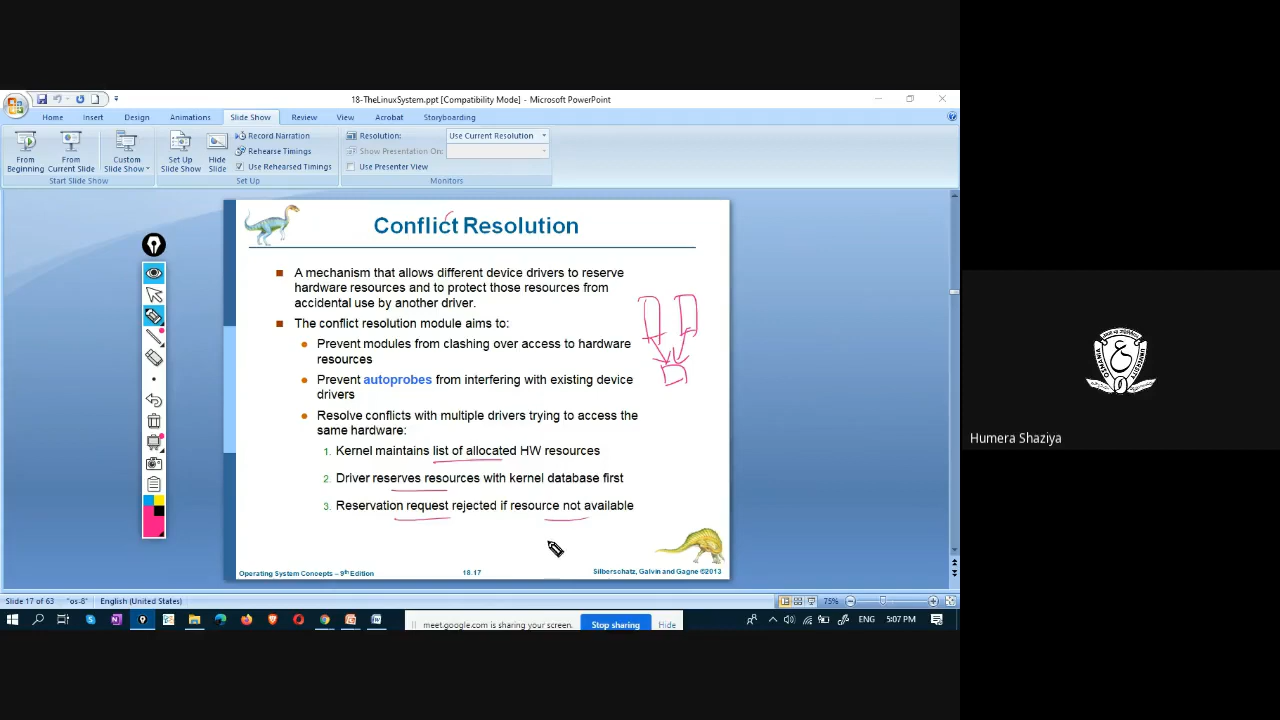 18-TheLinuxSystem.ppt [Compatibility Mode] - Microsoft PowerPoint
Home Insert Design Animations Slide Show Review View Acrobat Storyboarding
From Beginning
From Current Slide
Custom Slide Show
Start Slide Show
Set Up Slide Show
Hide Slide
Record Narration
Rehearse Timings
Use Rehearsed Timings
Set Up
Resolution: Use Current Resolution
Show Presentation On:
Use Presenter View
Monitors
Conflict Resolution
A mechanism that allows different device drivers to reserve
hardware resources and to protect those resources from
accidental use by another driver.
The conflict resolution module aims to:
Prevent modules from clashing over access to hardware
resources
Prevent autoprobes from interfering with existing device
drivers
Resolve conflicts with multiple drivers trying to access the
same hardware:
1. Kernel maintains list of allocated HW resources
2. Driver reserves resources with kernel database first
3. Reservation request rejected if resource not available
Operating System Concepts – 9th Edition 18.17 Silberschatz, Galvin and Gagne ©2013
Slide 17 of 63 "os-8" English (United States) 75%
meet.google.com is sharing your screen. Stop sharing Hide
ENG 5:07 PM
Humera Shaziya